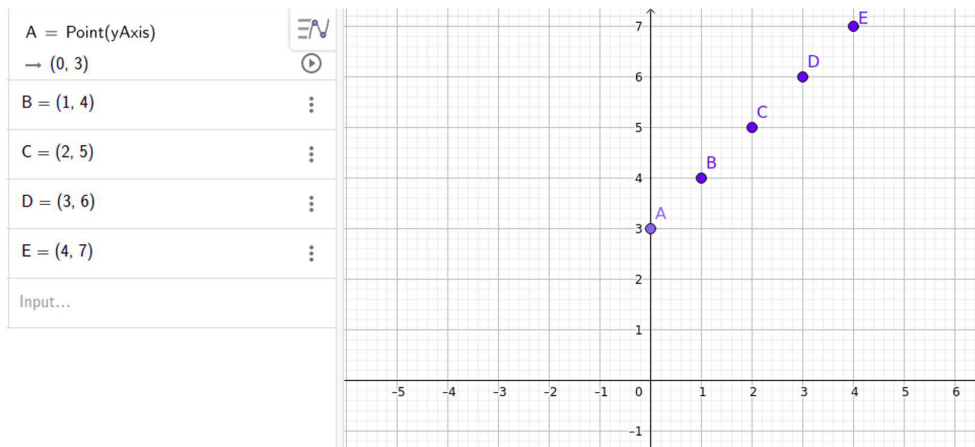 A = Point(yAxis)
→ (0, 3)
B = (1, 4)
C = (2, 5)
D = (3, 6)
E = (4, 7)
Input...
7
E
6
D
5
C
4
B
3
A
2
1
-5 -4 -3 -2 -1 0 1 2 3 4 5 6
-1